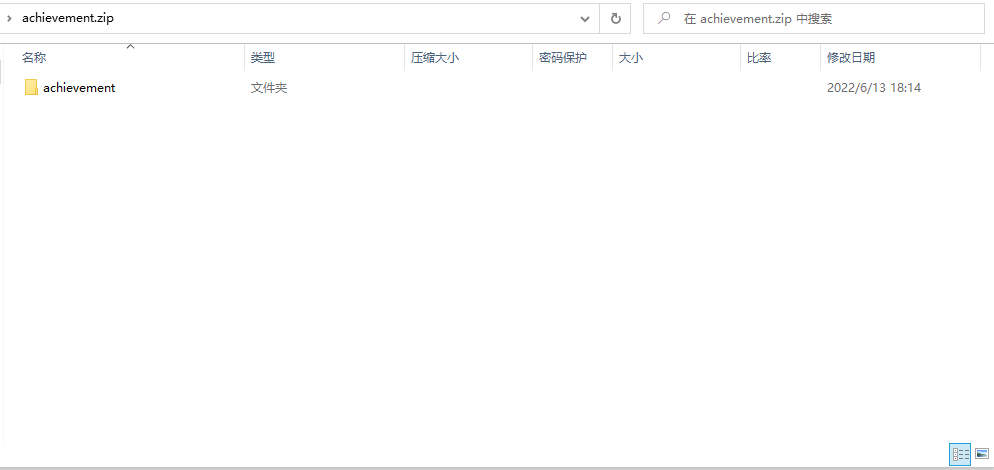 achievement.zip
在 achievement.zip 中搜索
名称 类型 压缩大小 密码保护 大小 比率 修改日期
achievement 文件夹 2022/6/13 18:14